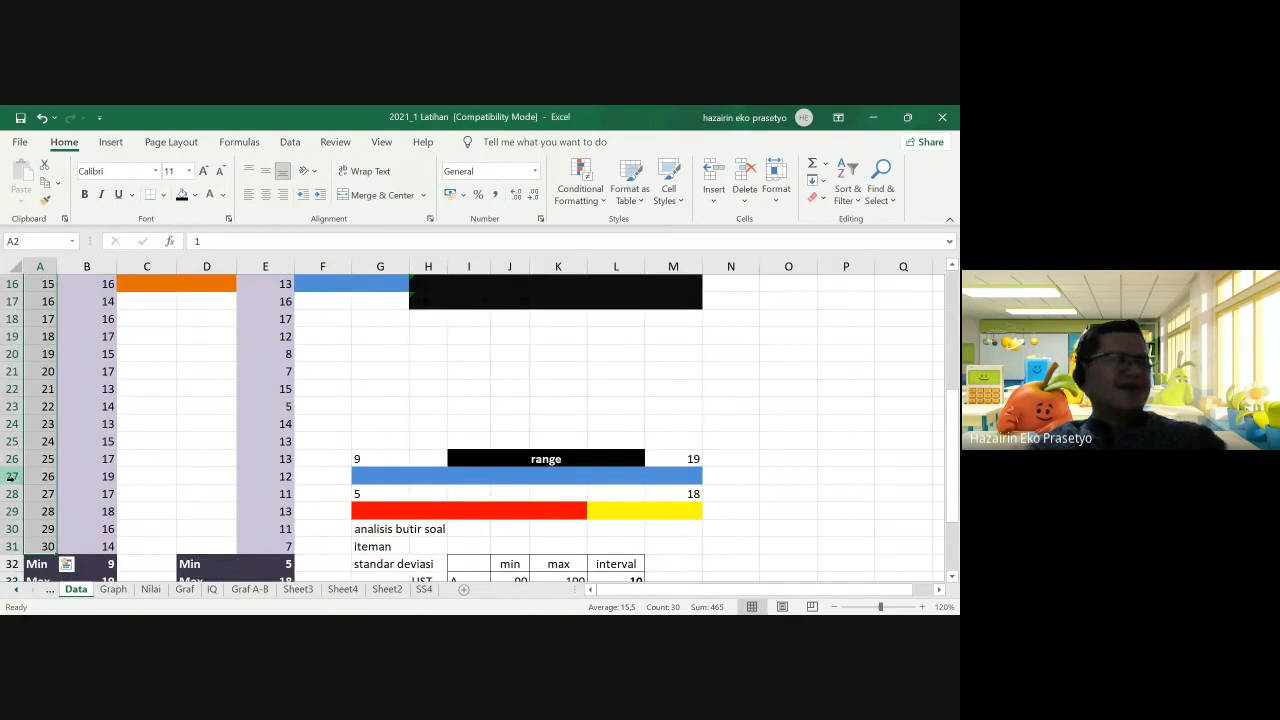 2021_1 Latihan [Compatibility Mode] - Excel
hazairin eko prasetyo HE
File Home Insert Page Layout Formulas Data Review View Help Tell me what you want to do Share
Paste Calibri 11 A A Wrap Text General Conditional Format as Cell Insert Delete Format Sort & Find &
B I U A Merge & Center % Formatting Table Styles Filter Select
Clipboard Font Alignment Number Styles Cells Editing
A2 fx 1
A B C D E F G H I J K L M N O P Q
16 15 16 13
17 16 14 16
18 17 16 17
19 18 17 12
20 19 15 8
21 20 17 7
22 21 13 15
23 22 14 5
24 23 13 14
25 24 15 13
26 25 17 13 9 range 19
27 26 19 12
28 27 17 11 5 18
29 28 18 13
30 29 16 11 analisis butir soal
31 30 14 7 iteman
32 Min 9 Min 5 standar deviasi min max interval
... Data Graph Nilai Graf IQ Graf A-B Sheet3 Sheet4 Sheet2 SS4
Ready Average: 15,5 Count: 30 Sum: 465 120%
Hazairin Eko Prasetyo